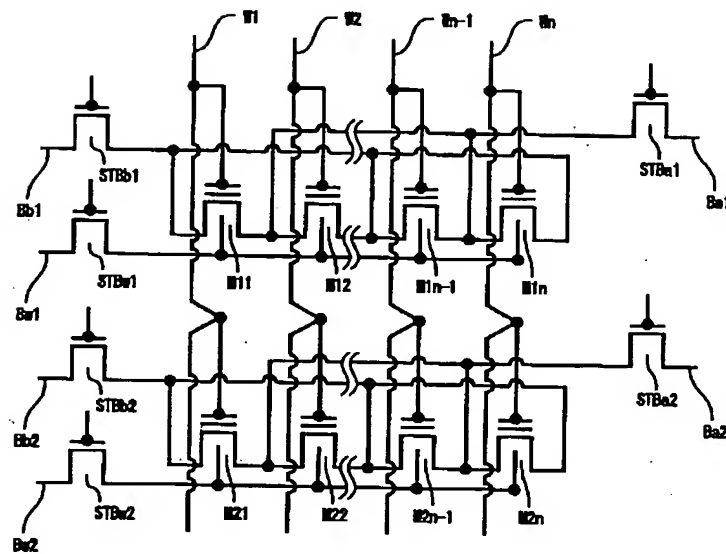 W1 W2 Wn-1 Wn
STBb1 STBa1
Bb1 Ba1
STBw1
M11 M12 M1n-1 M1n
Bw1
STBb2 STBa2
Bb2 Ba2
STBw2
M21 M22 M2n-1 M2n
Bw2